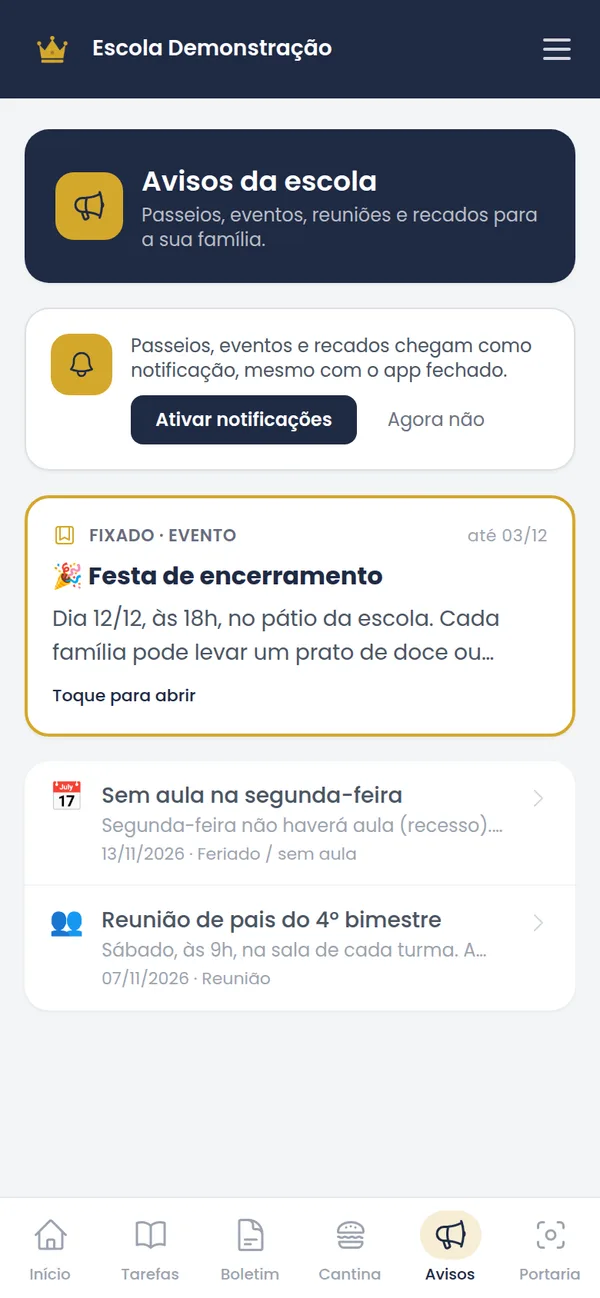 Escola Demonstração
Avisos da escola
Passeios, eventos, reuniões e recados para
a sua família.
Passeios, eventos e recados chegam como
notificação, mesmo com o app fechado.
Ativar notificações
Agora não
FIXADO · EVENTO
até 03/12
🎉 Festa de encerramento
Dia 12/12, às 18h, no pátio da escola. Cada
família pode levar um prato de doce ou...
Toque para abrir
July
17
Sem aula na segunda-feira
Segunda-feira não haverá aula (recesso)....
13/11/2026 · Feriado / sem aula
Reunião de pais do 4º bimestre
Sábado, às 9h, na sala de cada turma. A...
07/11/2026 · Reunião
Início
Tarefas
Boletim
Cantina
Avisos
Portaria